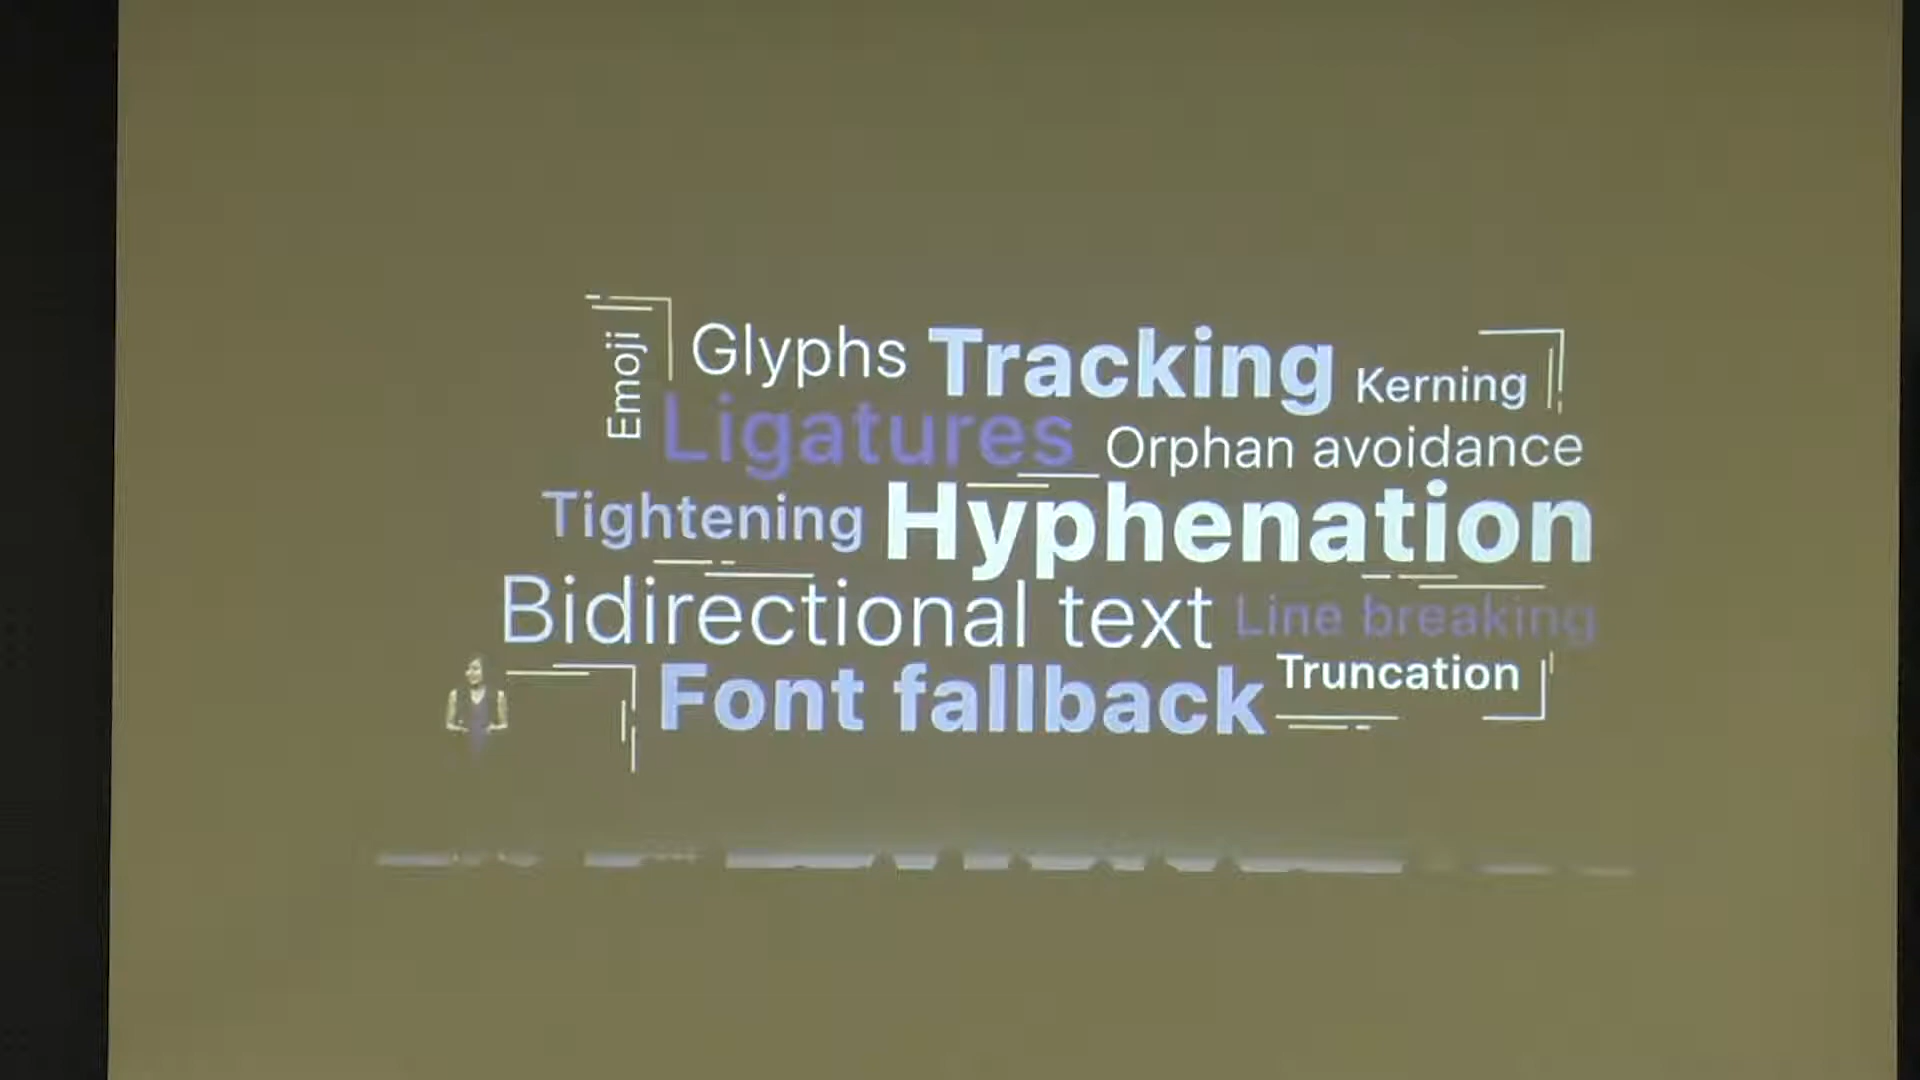 Emoji
Glyphs Tracking Kerning
Ligatures Orphan avoidance
Tightening Hyphenation
Bidirectional text Line breaking
Font fallback Truncation